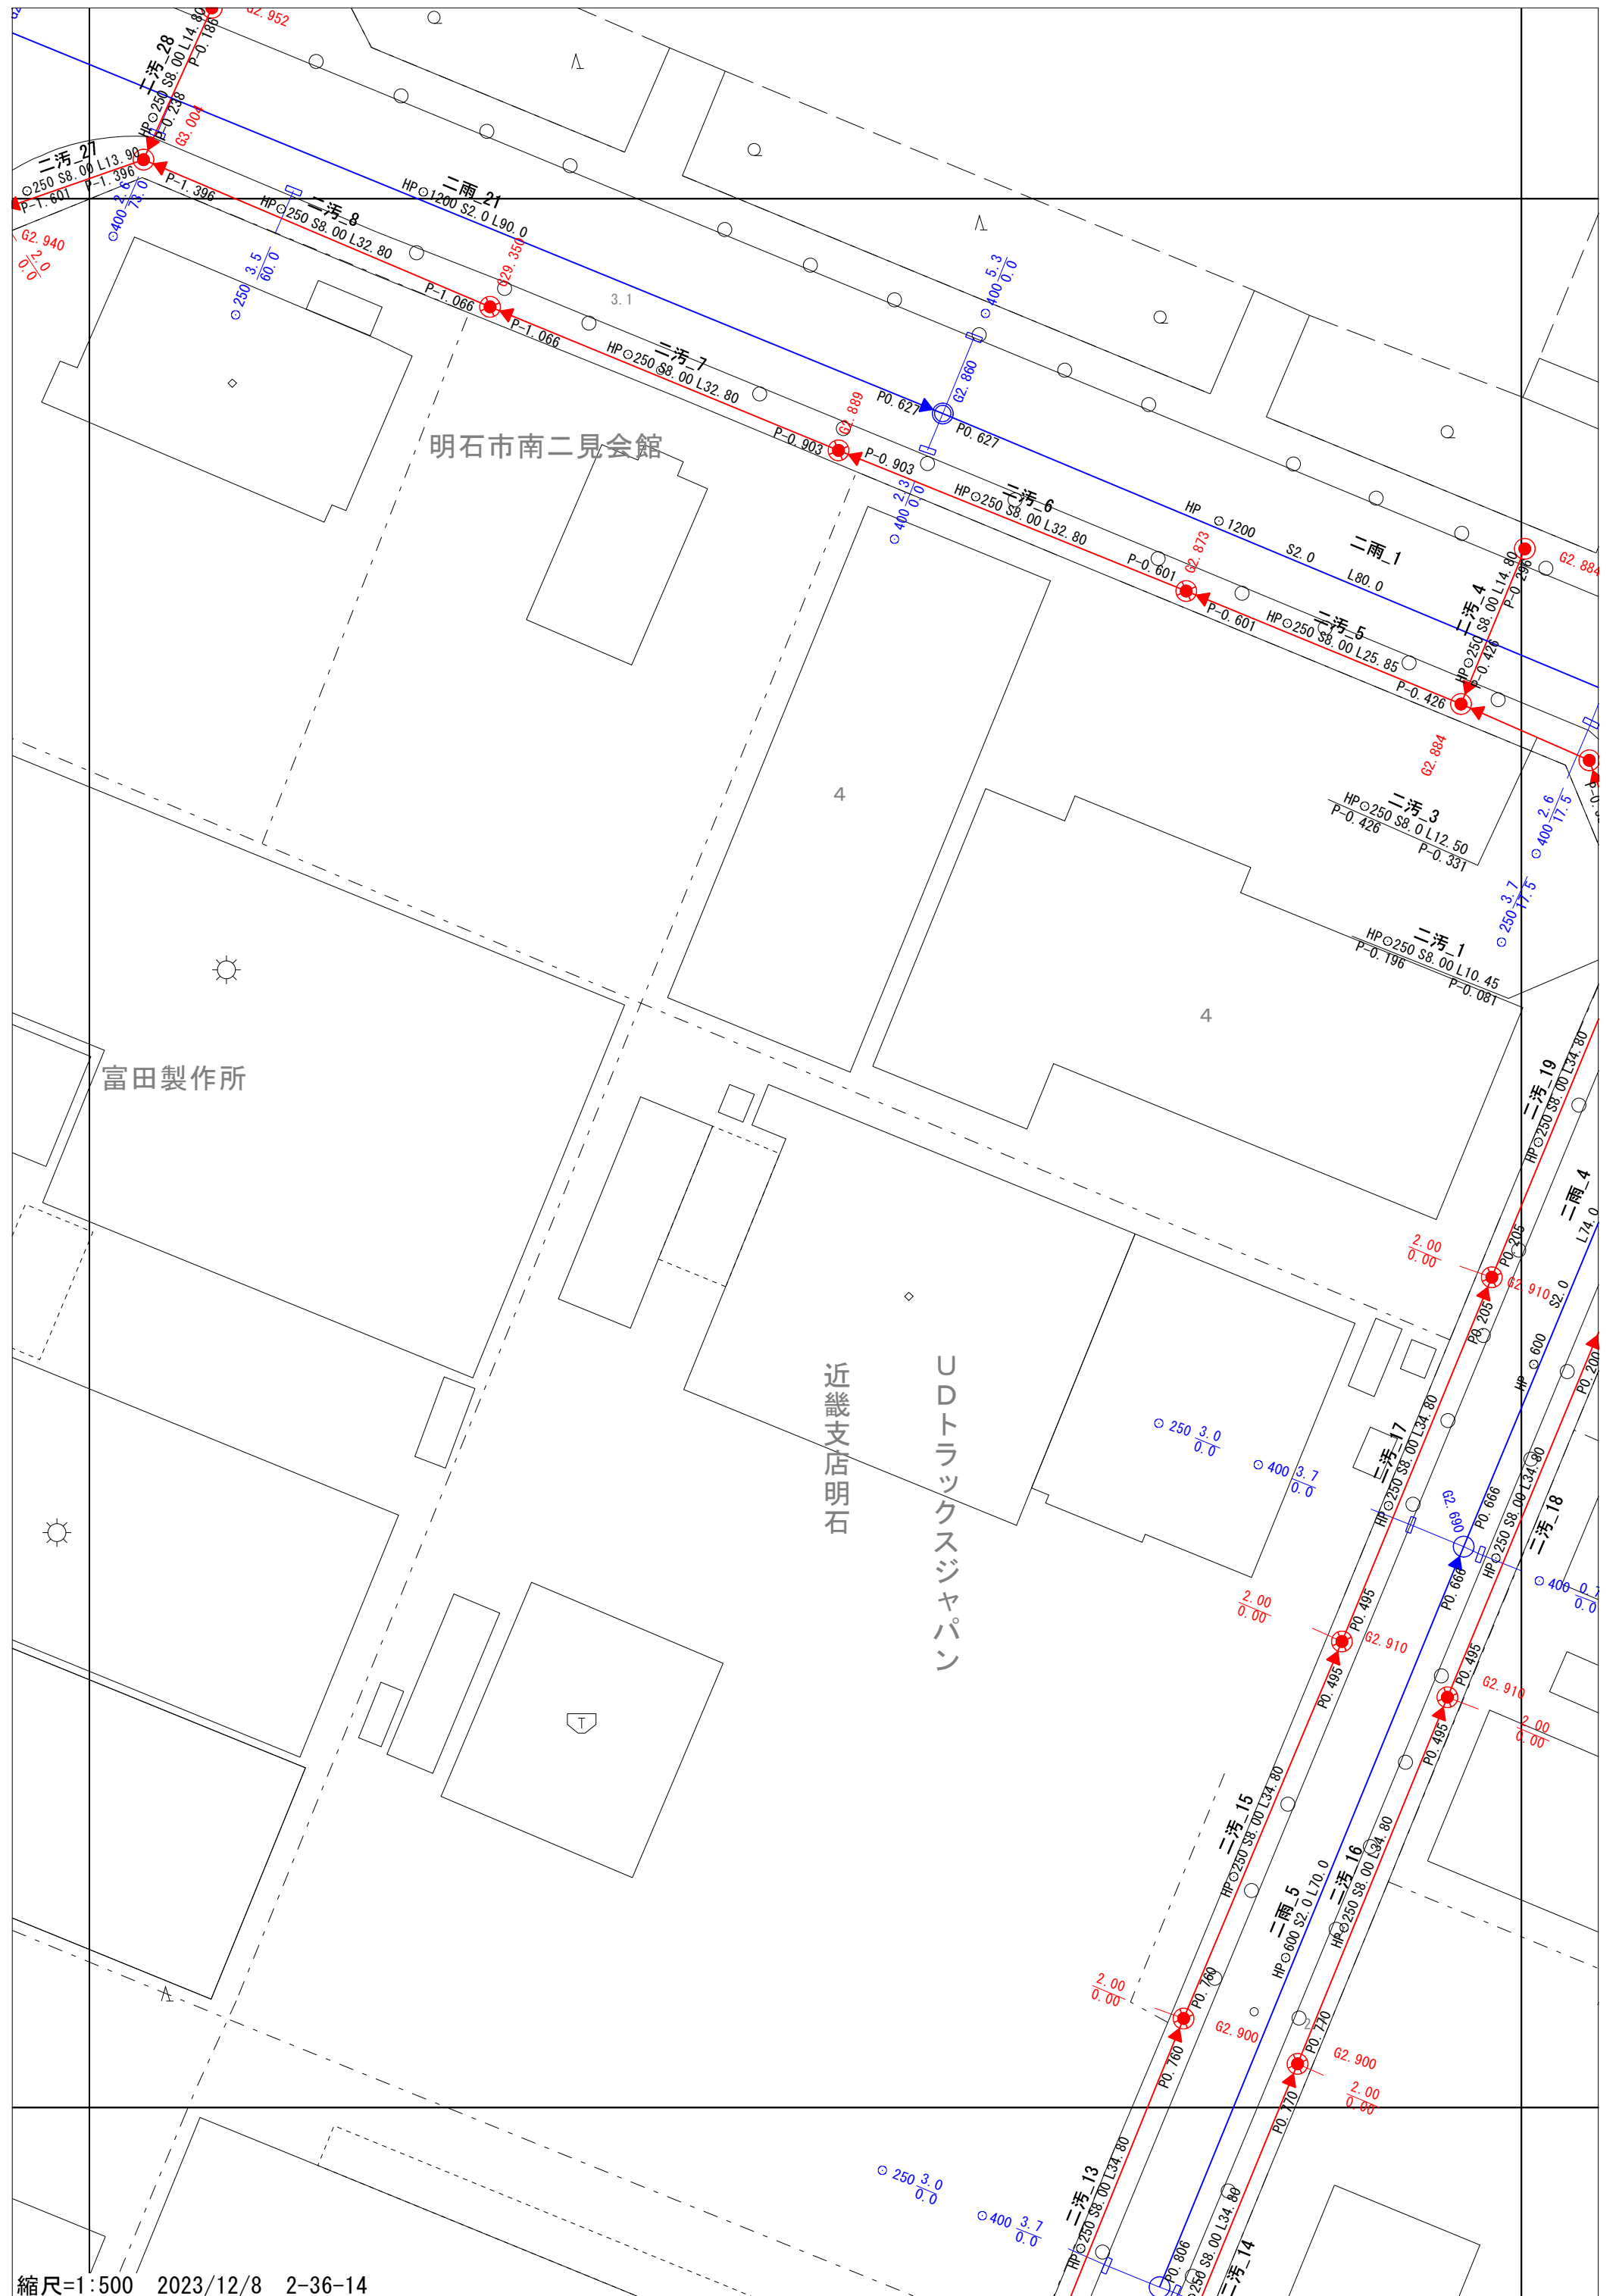 G2.952
二汚_28
HP⊙250 S8.00 L14.80
P-0.186
P-0.238
G3.004
二汚_27
⊙250 S8.00 L13.90
P-1.601 P-1.396
G2.940
2.0
0.0
⊙400 2.6
73.0
P-1.396
二汚_8
HP⊙250 S8.00 L32.80
P-1.066
⊙250 3.5
60.0
二雨_21
HP⊙1200 S2.0 L90.0
G29.350
3.1
P-1.066
二汚_7
HP⊙250 S8.00 L32.80
P-0.903
G2.889
P0.627
G2.860
P0.627
⊙400 5.3
0.0
⊙400 2.3
0.0
P-0.903
二汚_6
HP⊙250 S8.00 L32.80
P-0.601
G2.873
HP ⊙1200 S2.0 L80.0
二雨_1
P-0.601
二汚_5
HP⊙250 S8.00 L25.85
P-0.426
G2.884
G2.884
二汚_4
HP⊙250 S8.00 L14.80
P-0.296
P-0.426
明石市南二見会館
4
二汚_3
HP⊙250 S8.0 L12.50
P-0.426
P-0.331
⊙400 2.6
17.5
⊙250 3.7
17.5
二汚_1
HP⊙250 S8.00 L10.45
P-0.196
P-0.081
4
富田製作所
二汚_19
HP⊙250 S8.00 L34.80
二雨_4
HP ⊙600 S2.0 L74.0
2.00
0.00
P0.205
G2.910
P0.205
P0.200
近畿支店明石
UDトラックスジャパン
⊙250 3.0
0.0
⊙400 3.7
0.0
二汚_17
HP⊙250 S8.00 L34.80
G2.690
P0.666
P0.666
二汚_18
HP⊙250 S8.00 L34.80
⊙400 0.7
0.0
2.00
0.00
P0.495
G2.910
P0.495
P0.495
G2.910
2.00
0.00
P0.495
T
二汚_15
HP⊙250 S8.00 L34.80
二汚_16
HP⊙250 S8.00 L34.80
二雨_5
HP⊙600 S2.0 L70.0
2.00
0.00
P0.760
G2.900
P0.760
2
P0.770
G2.900
2.00
0.00
P0.770
二汚_13
HP⊙250 S8.00 L34.80
⊙250 3.0
0.0
⊙400 3.7
0.0
P0.806
250 S8.00 L34.80
二汚_14
縮尺=1:500 2023/12/8 2-36-14